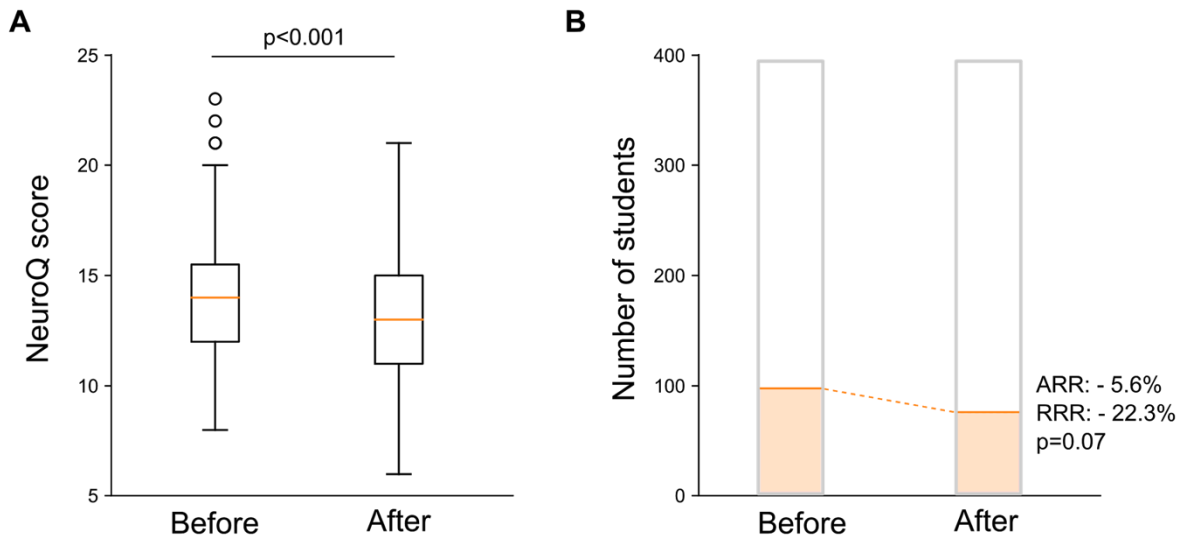 A
p<0.001
NeuroQ score
25
20
15
10
5
Before
After
B
Number of students
400
300
200
100
0
Before
After
ARR: - 5.6%
RRR: - 22.3%
p=0.07